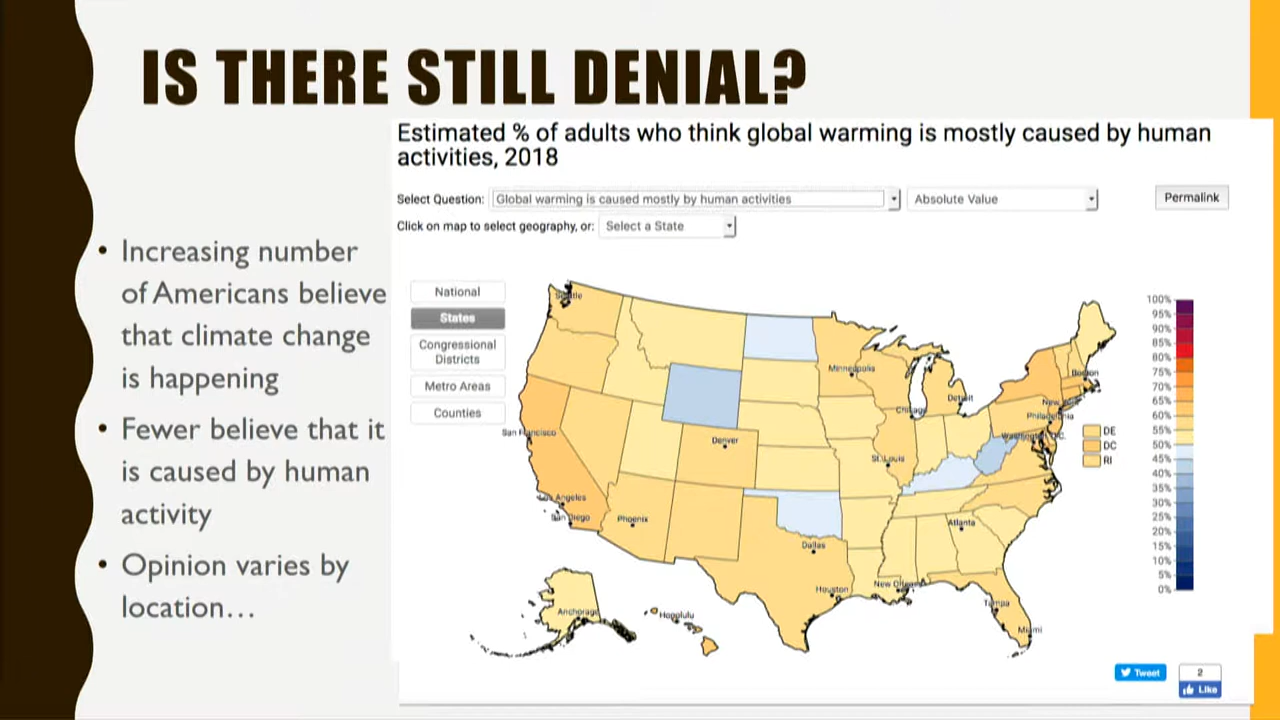 IS THERE STILL DENIAL?
Estimated % of adults who think global warming is mostly caused by human
activities, 2018
Select Question: Global warming is caused mostly by human activities
Absolute Value
Permalink
Click on map to select geography, or: Select a State
• Increasing number
of Americans believe
that climate change
is happening
• Fewer believe that it
is caused by human
activity
• Opinion varies by
location…
National
States
Congressional
Districts
Metro Areas
Counties
Seattle
Minneapolis
Boston
Detroit
Chicago
New York
Philadelphia
Washington, DC.
San Francisco
Denver
St. Louis
Los Angeles
San Diego
Phoenix
Atlanta
Dallas
Houston
New Orleans
Tampa
Miami
Anchorage
Honolulu
DE
DC
RI
100%
95%
90%
85%
80%
75%
70%
65%
60%
55%
50%
45%
40%
35%
30%
25%
20%
15%
10%
5%
0%
Tweet
2
Like